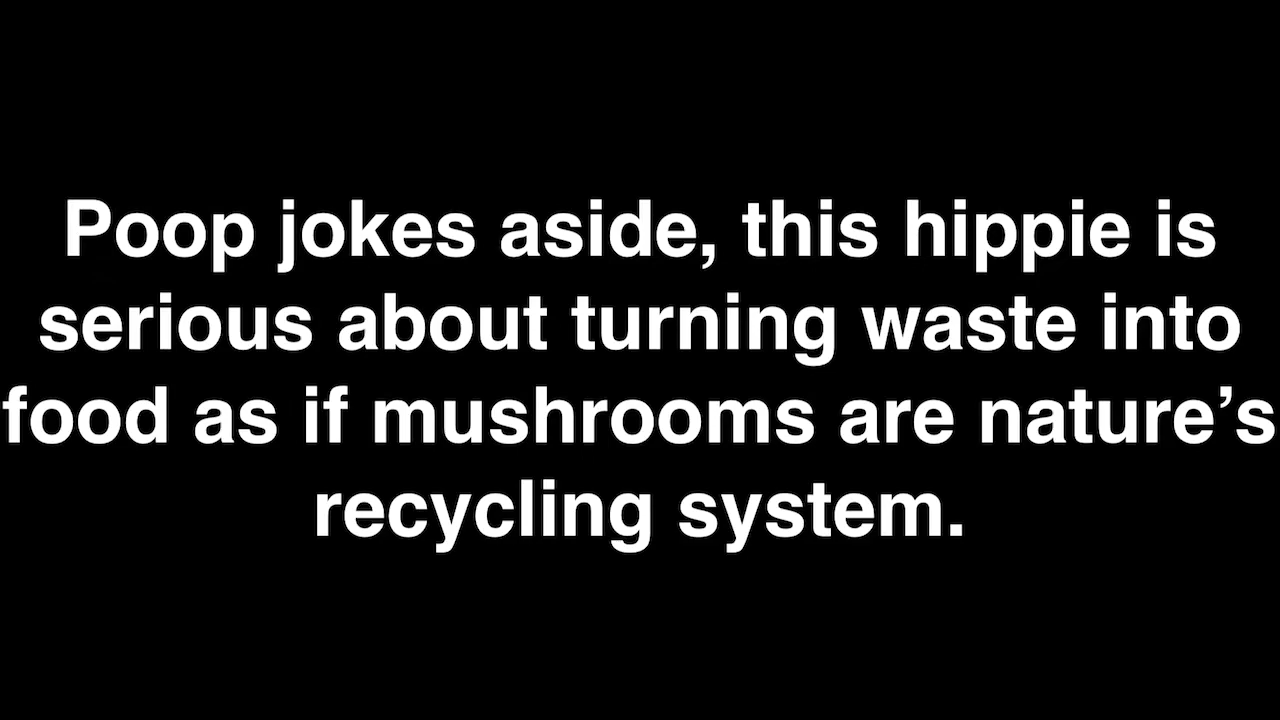 Poop jokes aside, this hippie is
serious about turning waste into
food as if mushrooms are nature’s
recycling system.